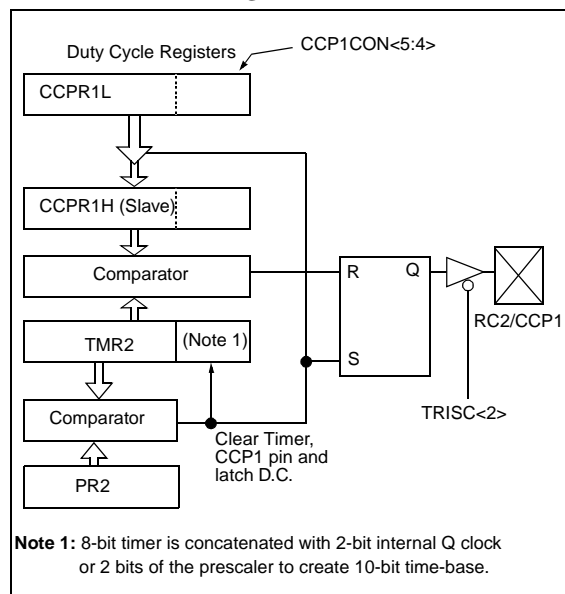 Duty Cycle Registers
CCP1CON<5:4>
CCPR1L
CCPR1H (Slave)
Comparator
R
Q
RC2/CCP1
TMR2
(Note 1)
S
TRISC<2>
Comparator
Clear Timer,
CCP1 pin and
latch D.C.
PR2
Note 1: 8-bit timer is concatenated with 2-bit internal Q clock
or 2 bits of the prescaler to create 10-bit time-base.